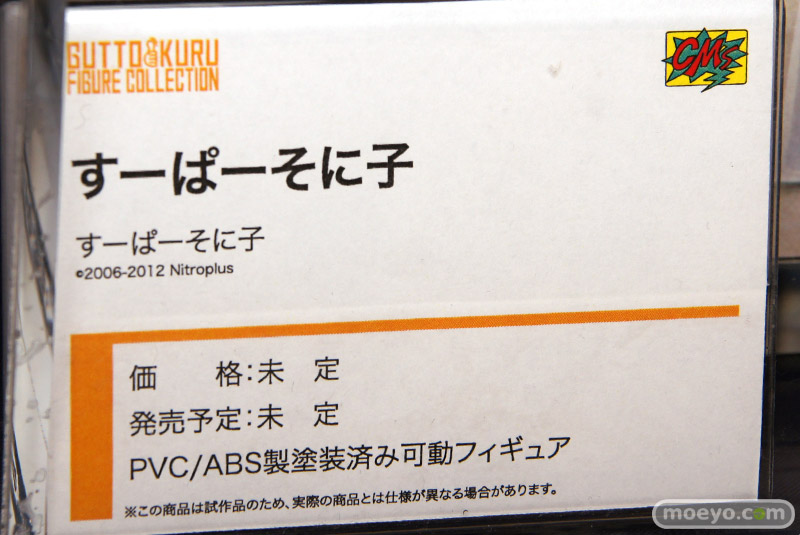 GUTTO KURU
FIGURE COLLECTION
CMs
すーぱーそに子
すーぱーそに子
©2006-2012 Nitroplus
価　　格：未　定
発売予定：未　定
PVC/ABS製塗装済み可動フィギュア
※この商品は試作品のため、実際の商品とは仕様が異なる場合があります。
moeyo.com